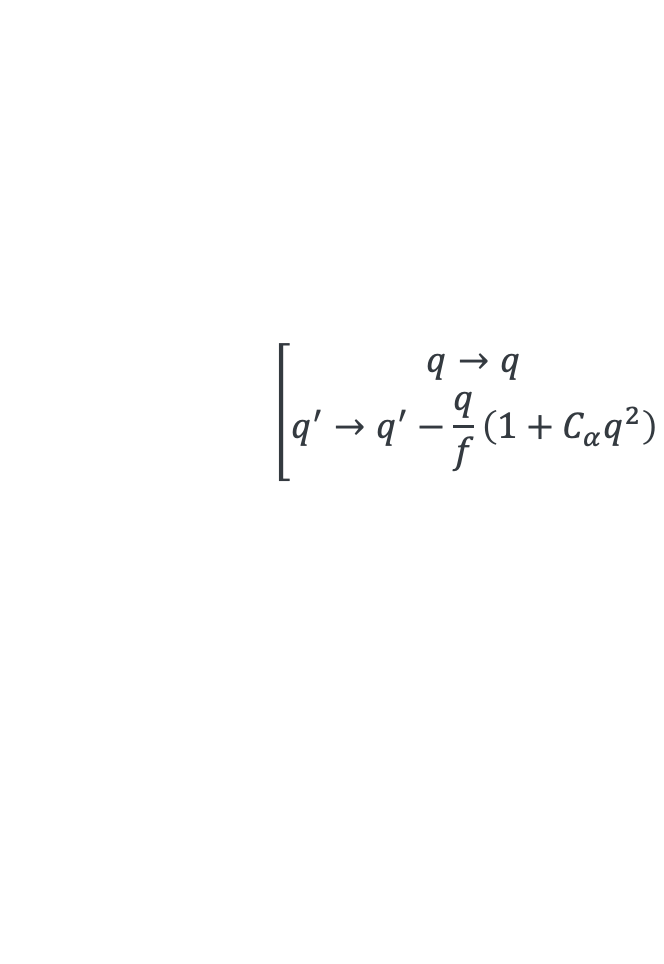 q → q
q′ → q′ − q/f (1 + C_α q²)